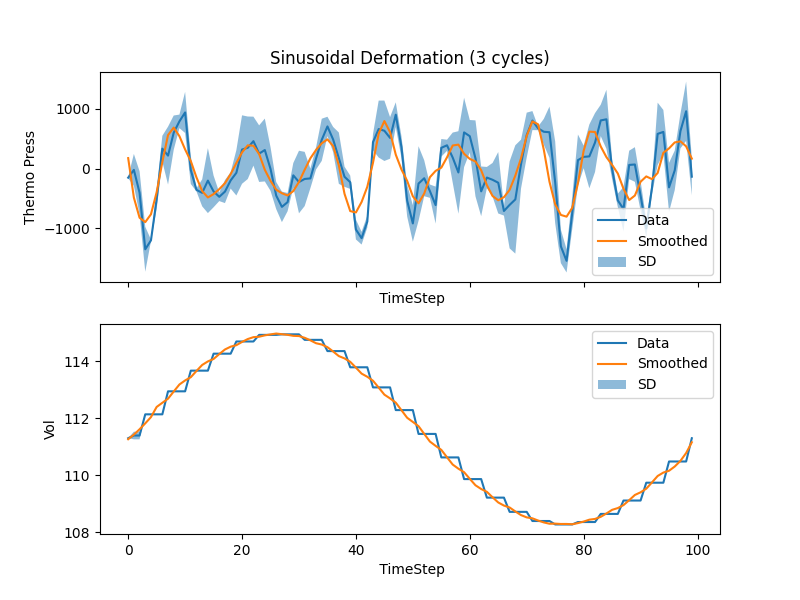 Sinusoidal Deformation (3 cycles)
Thermo Press
1000
0
−1000
Data
Smoothed
SD
TimeStep
Vol
114
112
110
108
Data
Smoothed
SD
0 20 40 60 80 100
TimeStep